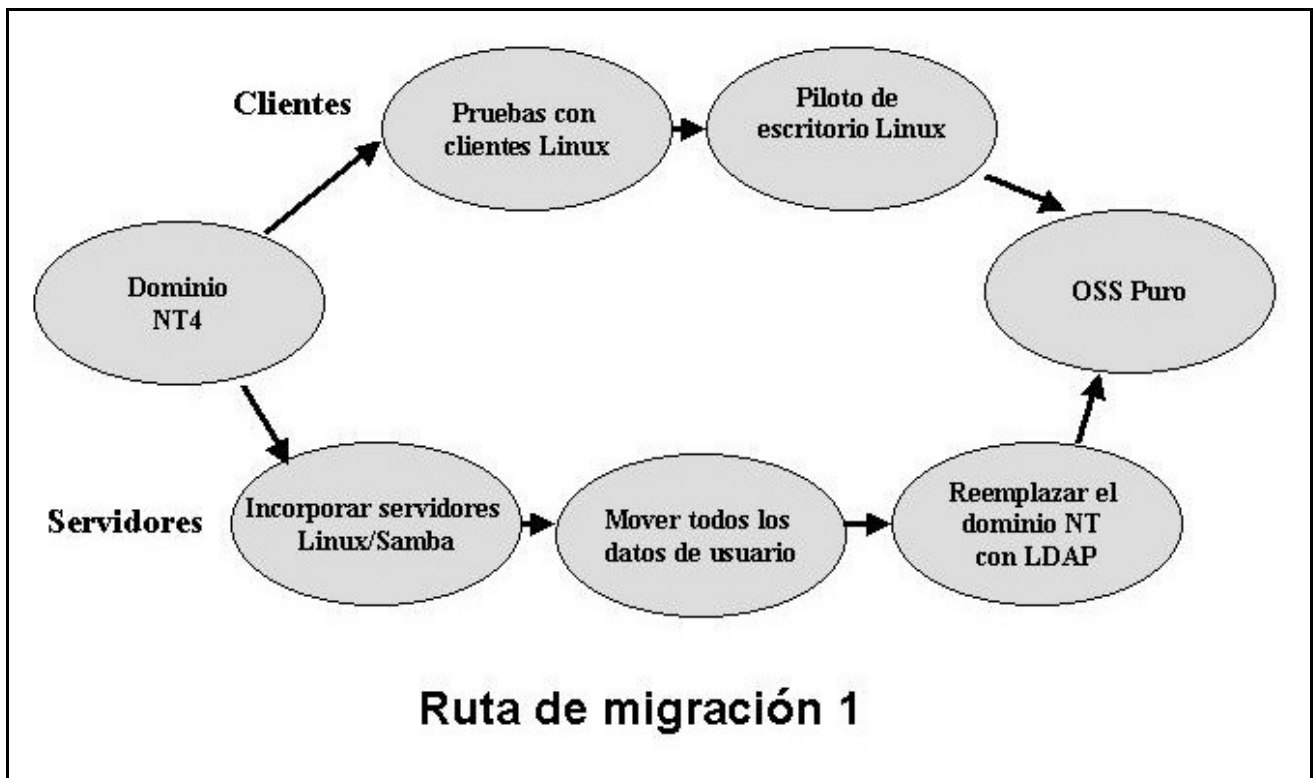 Clientes
Pruebas con
clientes Linux
Piloto de
escritorio Linux
Dominio
NT4
OSS Puro
Servidores
Incorporar servidores
Linux/Samba
Mover todos los
datos de usuario
Reemplazar el
dominio NT
con LDAP
Ruta de migración 1